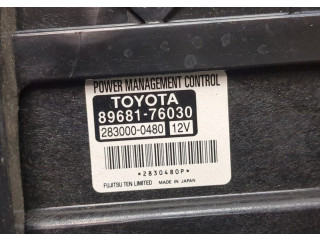 POWER MANAGEMENT CONTROL
TOYOTA
89681-76030
283000-0480 12V
*2830480P*
FUJITSU TEN LIMITED MADE IN JAPAN